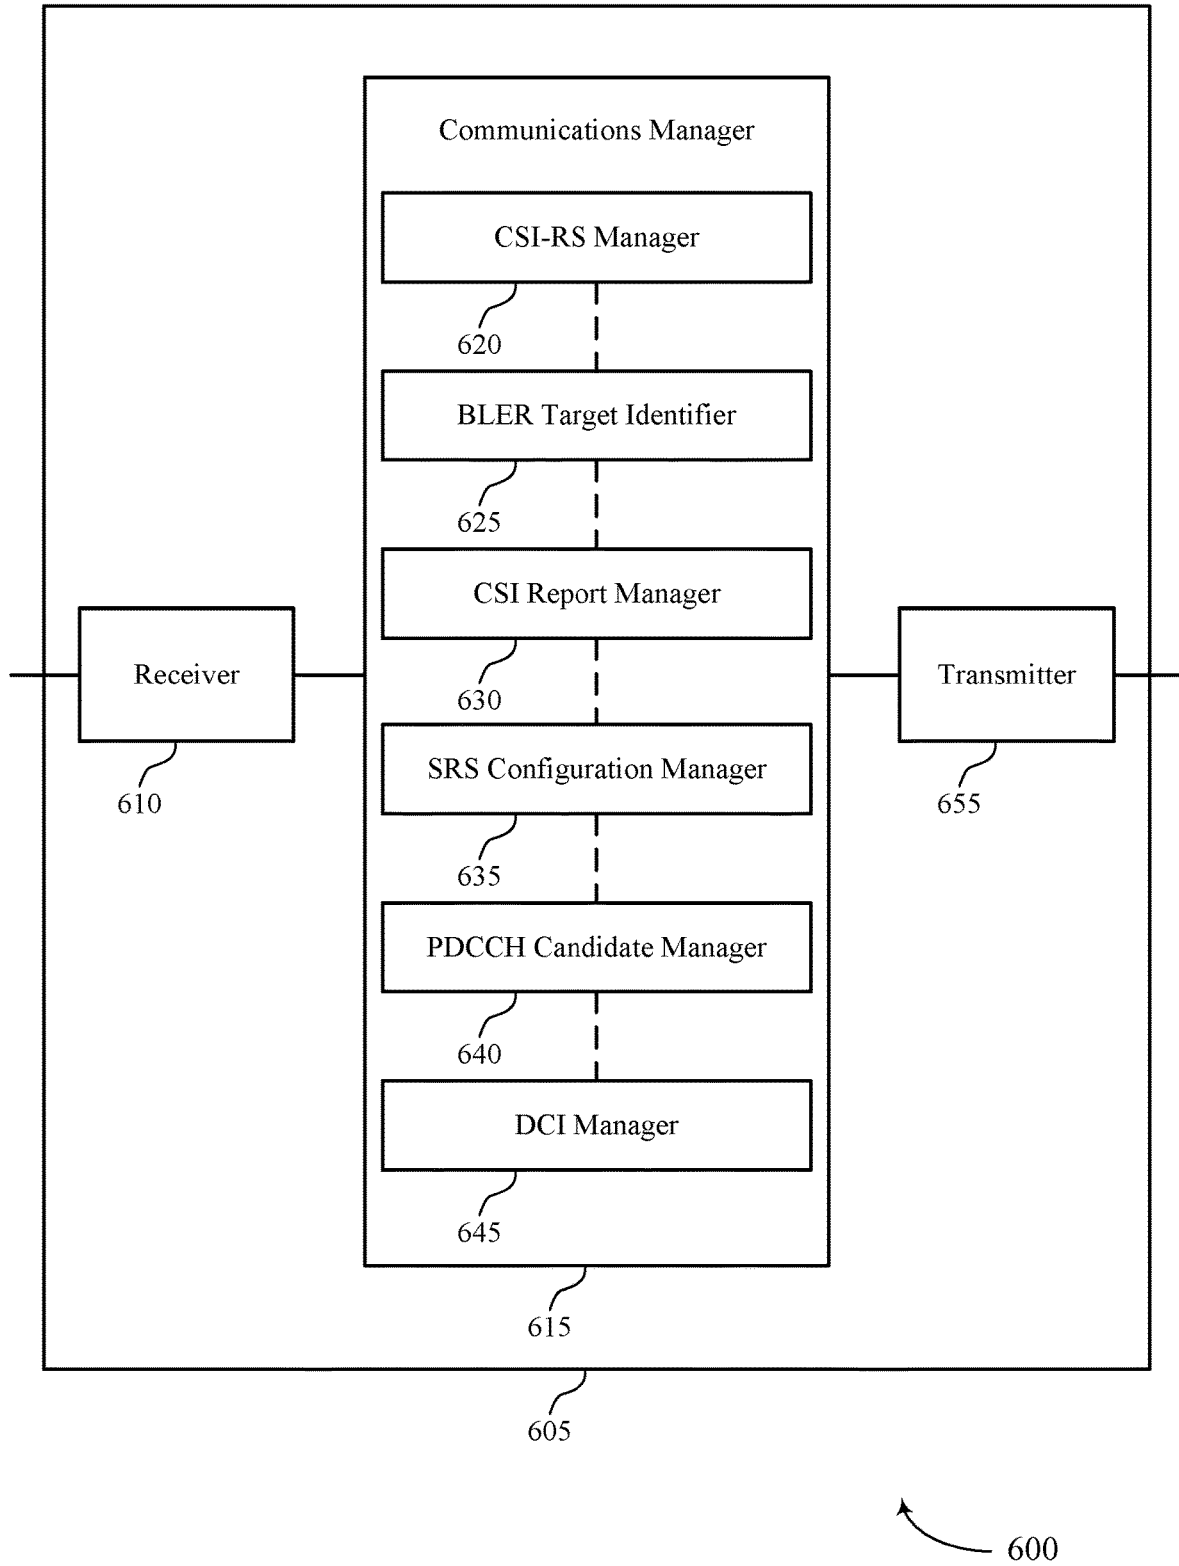 Communications Manager
CSI-RS Manager
620
BLER Target Identifier
625
CSI Report Manager
630
Receiver
610
Transmitter
655
SRS Configuration Manager
635
PDCCH Candidate Manager
640
DCI Manager
645
615
605
600